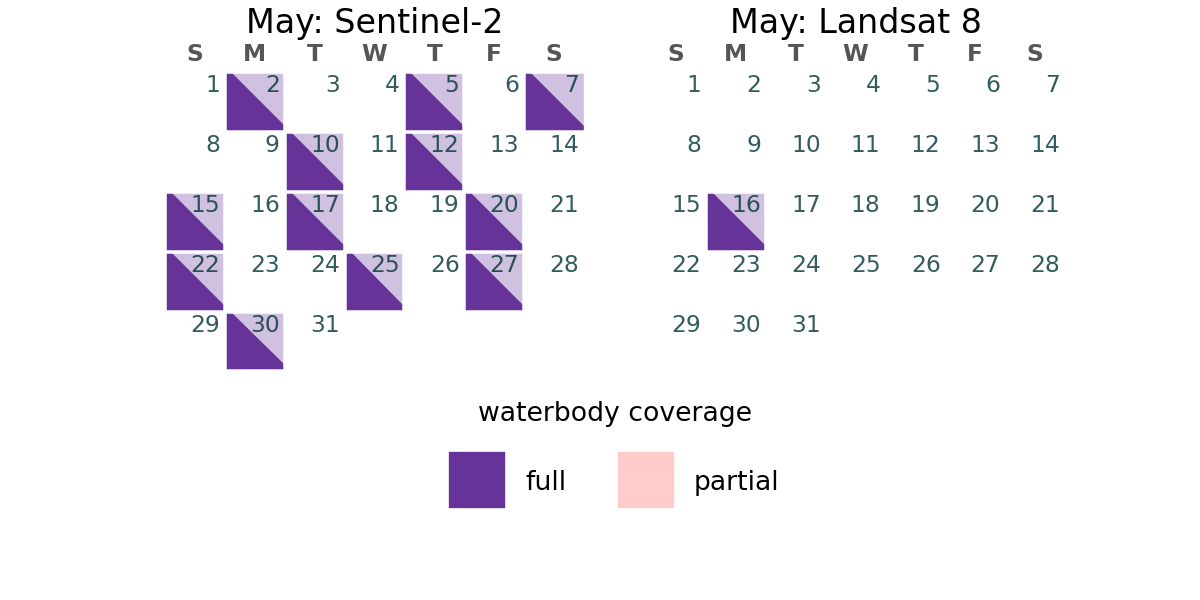 May: Sentinel-2
S M T W T F S
1 2 3 4 5 6 7
8 9 10 11 12 13 14
15 16 17 18 19 20 21
22 23 24 25 26 27 28
29 30 31
May: Landsat 8
S M T W T F S
1 2 3 4 5 6 7
8 9 10 11 12 13 14
15 16 17 18 19 20 21
22 23 24 25 26 27 28
29 30 31
waterbody coverage
full partial